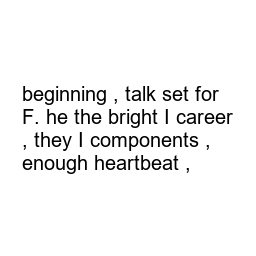 beginning , talk set for
F. he the bright I career
, they I components ,
enough heartbeat ,